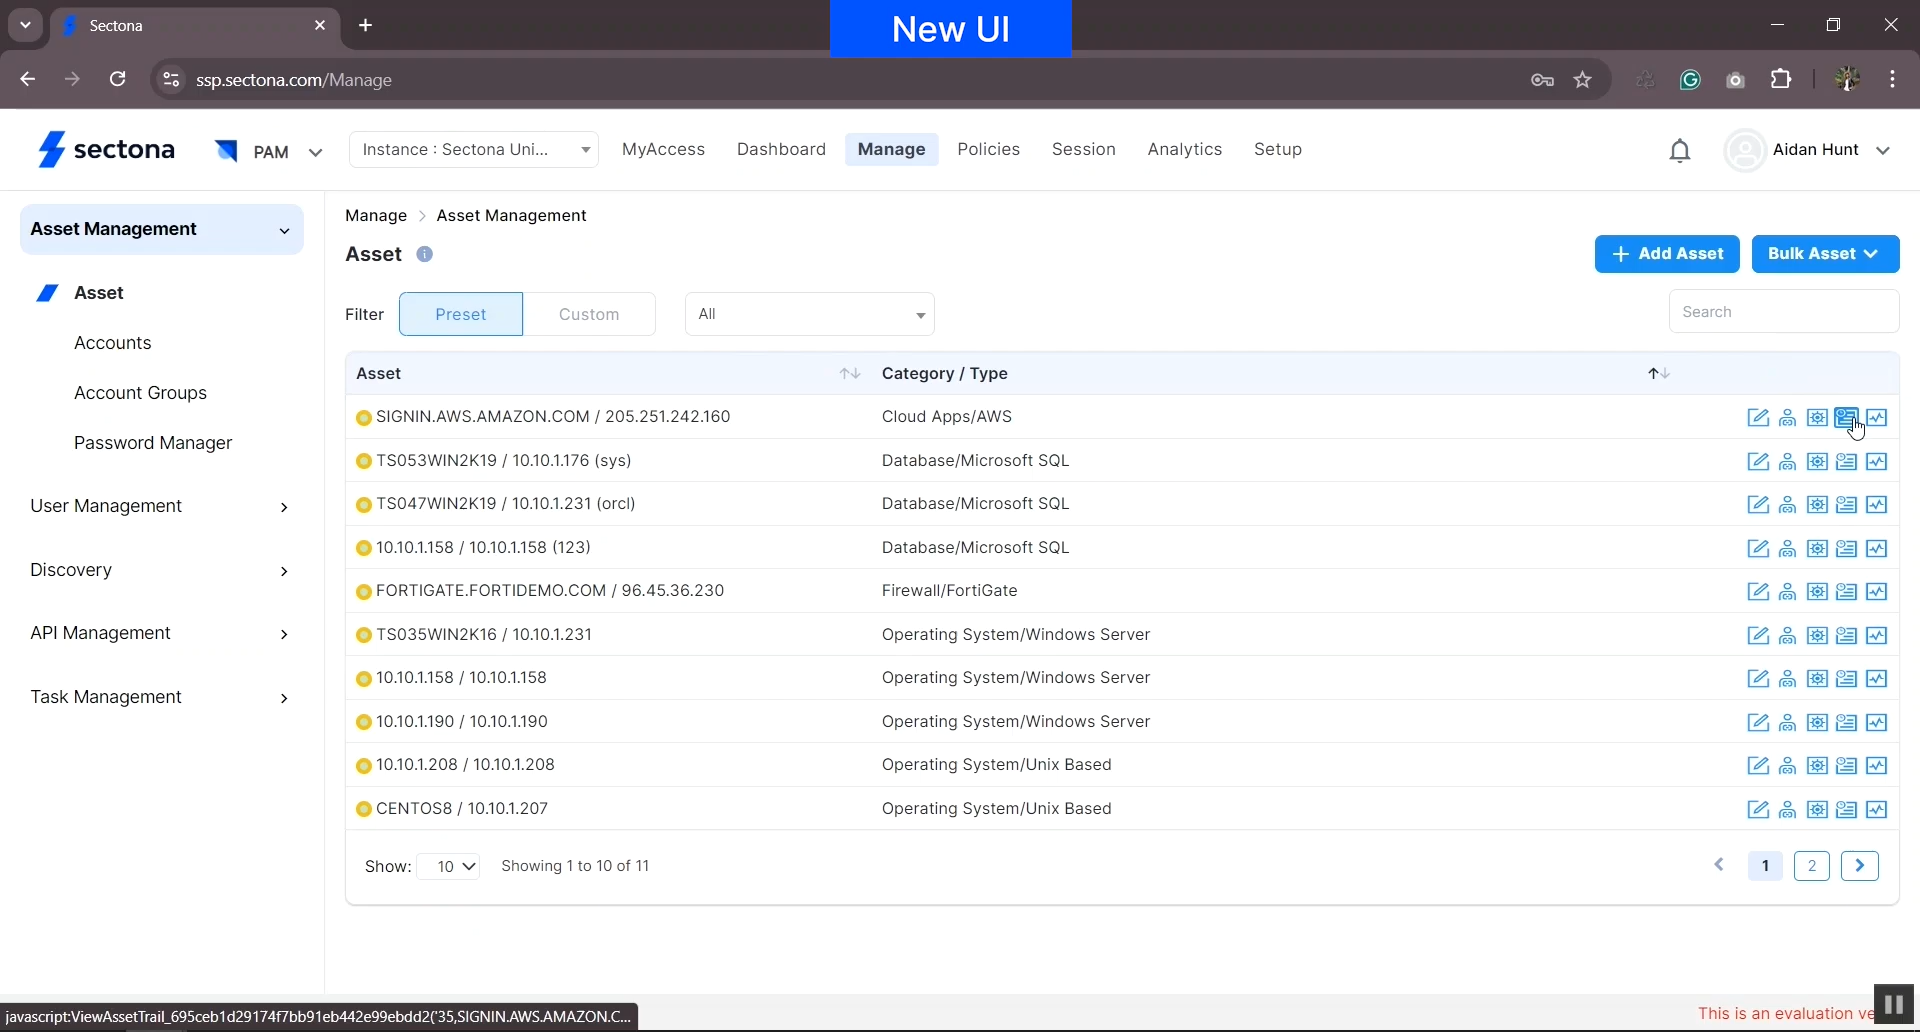 Sectona
New UI
ssp.sectona.com/Manage
sectona PAM Instance : Sectona Uni... MyAccess Dashboard Manage Policies Session Analytics Setup Aidan Hunt
Asset Management
Asset
Accounts
Account Groups
Password Manager
User Management
Discovery
API Management
Task Management
Manage > Asset Management
Asset
+ Add Asset Bulk Asset
Filter Preset Custom All Search
Asset Category / Type
SIGNIN.AWS.AMAZON.COM / 205.251.242.160 Cloud Apps/AWS
TS053WIN2K19 / 10.10.1.176 (sys) Database/Microsoft SQL
TS047WIN2K19 / 10.10.1.231 (orcl) Database/Microsoft SQL
10.10.1.158 / 10.10.1.158 (123) Database/Microsoft SQL
FORTIGATE.FORTIDEMO.COM / 96.45.36.230 Firewall/FortiGate
TS035WIN2K16 / 10.10.1.231 Operating System/Windows Server
10.10.1.158 / 10.10.1.158 Operating System/Windows Server
10.10.1.190 / 10.10.1.190 Operating System/Windows Server
10.10.1.208 / 10.10.1.208 Operating System/Unix Based
CENTOS8 / 10.10.1.207 Operating System/Unix Based
Show: 10 Showing 1 to 10 of 11 1 2
javascript:ViewAssetTrail_695ceb1d29174f7bb91eb442e99ebdd2('35,SIGNIN.AWS.AMAZON.C...
This is an evaluation ve